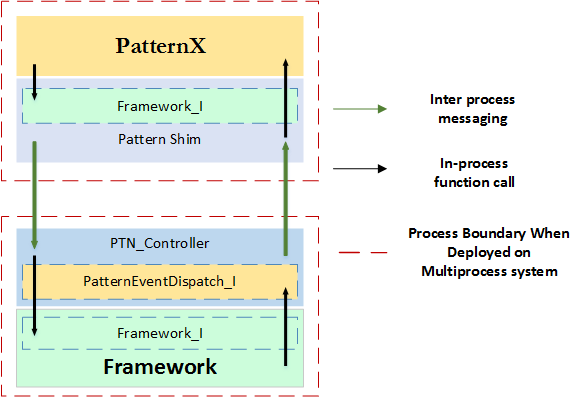 PatternX
Framework_I
Pattern Shim
PTN_Controller
PatternEventDispatch_I
Framework_I
Framework
Inter process
messaging
In-process
function call
Process Boundary When
Deployed on
Multiprocess system